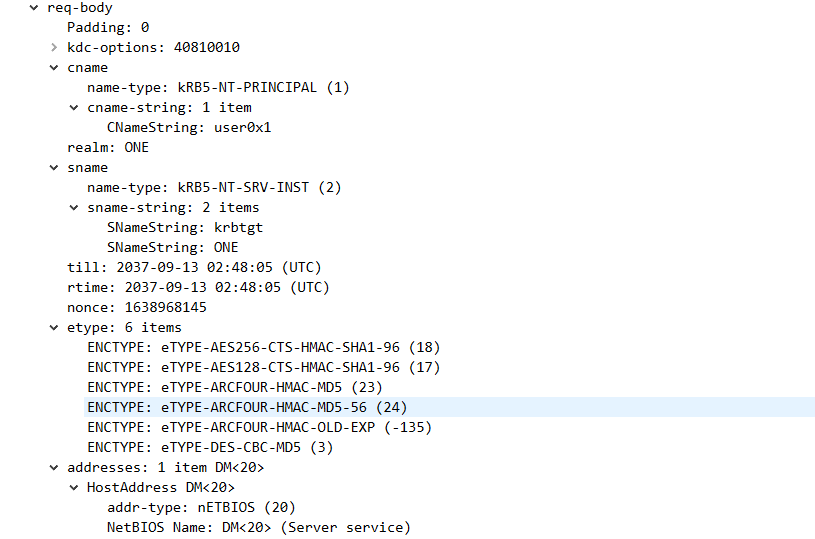 req-body
Padding: 0
kdc-options: 40810010
cname
name-type: kRB5-NT-PRINCIPAL (1)
cname-string: 1 item
CNameString: user0x1
realm: ONE
sname
name-type: kRB5-NT-SRV-INST (2)
sname-string: 2 items
SNameString: krbtgt
SNameString: ONE
till: 2037-09-13 02:48:05 (UTC)
rtime: 2037-09-13 02:48:05 (UTC)
nonce: 1638968145
etype: 6 items
ENCTYPE: eTYPE-AES256-CTS-HMAC-SHA1-96 (18)
ENCTYPE: eTYPE-AES128-CTS-HMAC-SHA1-96 (17)
ENCTYPE: eTYPE-ARCFOUR-HMAC-MD5 (23)
ENCTYPE: eTYPE-ARCFOUR-HMAC-MD5-56 (24)
ENCTYPE: eTYPE-ARCFOUR-HMAC-OLD-EXP (-135)
ENCTYPE: eTYPE-DES-CBC-MD5 (3)
addresses: 1 item DM<20>
HostAddress DM<20>
addr-type: nETBIOS (20)
NetBIOS Name: DM<20> (Server service)